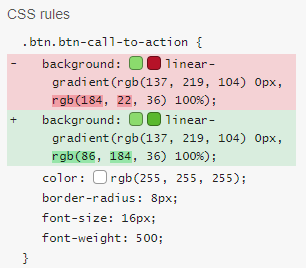 CSS rules
.btn.btn-call-to-action {
- background: linear-
gradient(rgb(137, 219, 104) 0px,
rgb(184, 22, 36) 100%);
+ background: linear-
gradient(rgb(137, 219, 104) 0px,
rgb(86, 184, 36) 100%);
color: rgb(255, 255, 255);
border-radius: 8px;
font-size: 16px;
font-weight: 500;
}